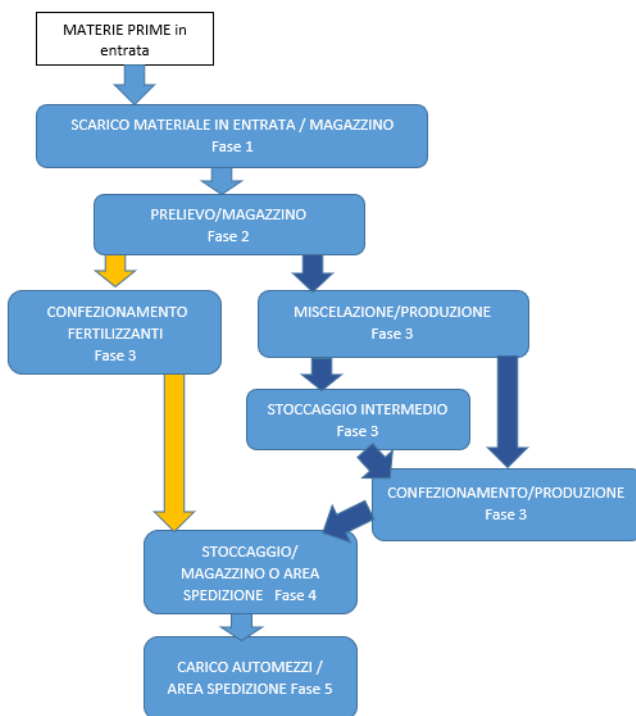 MATERIE PRIME in
entrata
SCARICO MATERIALE IN ENTRATA / MAGAZZINO
Fase 1
PRELIEVO/MAGAZZINO
Fase 2
CONFEZIONAMENTO
FERTILIZZANTI
Fase 3
MISCELAZIONE/PRODUZIONE
Fase 3
STOCCAGGIO INTERMEDIO
Fase 3
CONFEZIONAMENTO/PRODUZIONE
Fase 3
STOCCAGGIO/
MAGAZZINO O AREA
SPEDIZIONE Fase 4
CARICO AUTOMEZZI /
AREA SPEDIZIONE Fase 5